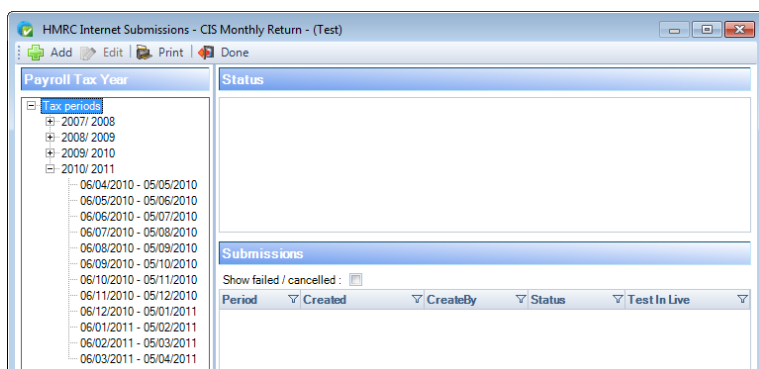 HMRC Internet Submissions - CIS Monthly Return - (Test)
Add Edit Print Done
Payroll Tax Year
Tax periods
2007/ 2008
2008/ 2009
2009/ 2010
2010/ 2011
06/04/2010 - 05/05/2010
06/05/2010 - 05/06/2010
06/06/2010 - 05/07/2010
06/07/2010 - 05/08/2010
06/08/2010 - 05/09/2010
06/09/2010 - 05/10/2010
06/10/2010 - 05/11/2010
06/11/2010 - 05/12/2010
06/12/2010 - 05/01/2011
06/01/2011 - 05/02/2011
06/02/2011 - 05/03/2011
06/03/2011 - 05/04/2011
Status
Submissions
Show failed / cancelled :
Period Created CreateBy Status Test In Live